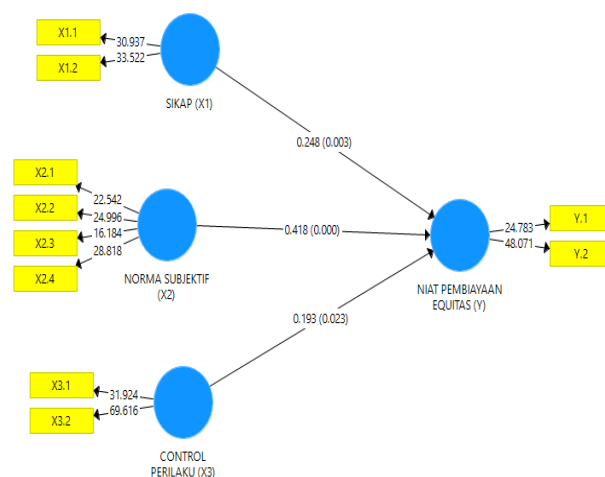 X1.1
30.937
X1.2
33.522
SIKAP (X1)
0.248 (0.003)
X2.1
22.542
X2.2
24.996
X2.3
16.184
X2.4
28.818
NORMA SUBJEKTIF
(X2)
0.418 (0.000)
24.783
Y.1
48.071
Y.2
NIAT PEMBIAYAAN
EQUITAS (Y)
0.193 (0.023)
X3.1
31.924
X3.2
69.616
CONTROL
PERILAKU (X3)